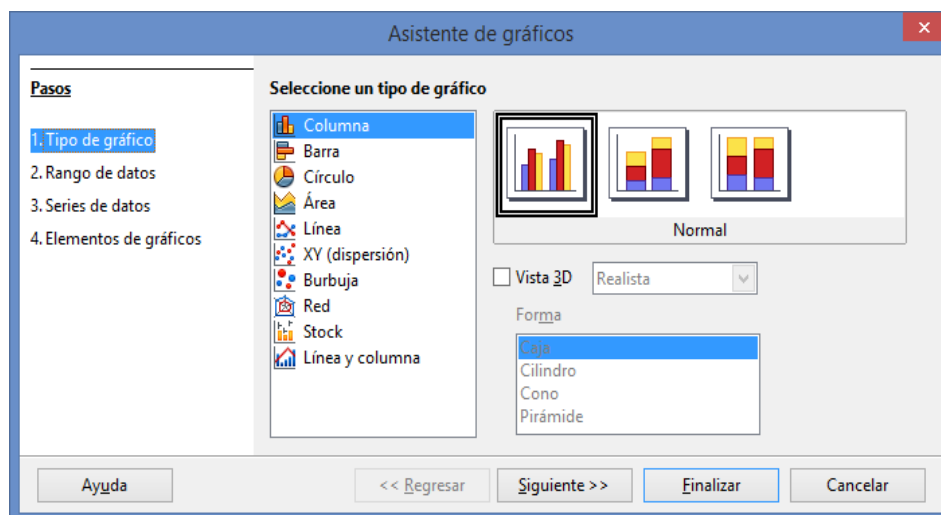 Asistente de gráficos
Pasos
1. Tipo de gráfico
2. Rango de datos
3. Series de datos
4. Elementos de gráficos
Seleccione un tipo de gráfico
Columna
Barra
Círculo
Área
Línea
XY (dispersión)
Burbuja
Red
Stock
Línea y columna
Normal
Vista 3D
Realista
Forma
Caja
Cilindro
Cono
Pirámide
Ayuda
<< Regresar
Siguiente >>
Finalizar
Cancelar